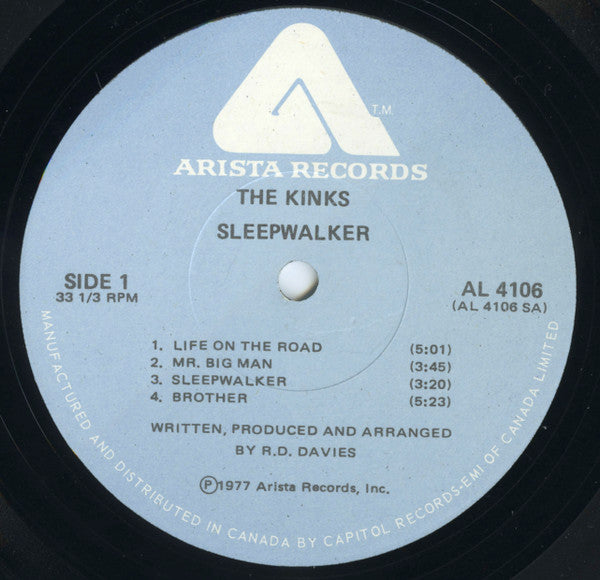 T.M.
ARISTA RECORDS
THE KINKS
SLEEPWALKER
SIDE 1
33 1/3 RPM
AL 4106
(AL 4106 SA)
1. LIFE ON THE ROAD (5:01)
2. MR. BIG MAN (3:45)
3. SLEEPWALKER (3:20)
4. BROTHER (5:23)
WRITTEN, PRODUCED AND ARRANGED
BY R.D. DAVIES
Ⓟ1977 Arista Records, Inc.
MANUFACTURED AND DISTRIBUTED IN CANADA BY CAPITOL RECORDS-EMI OF CANADA LIMITED